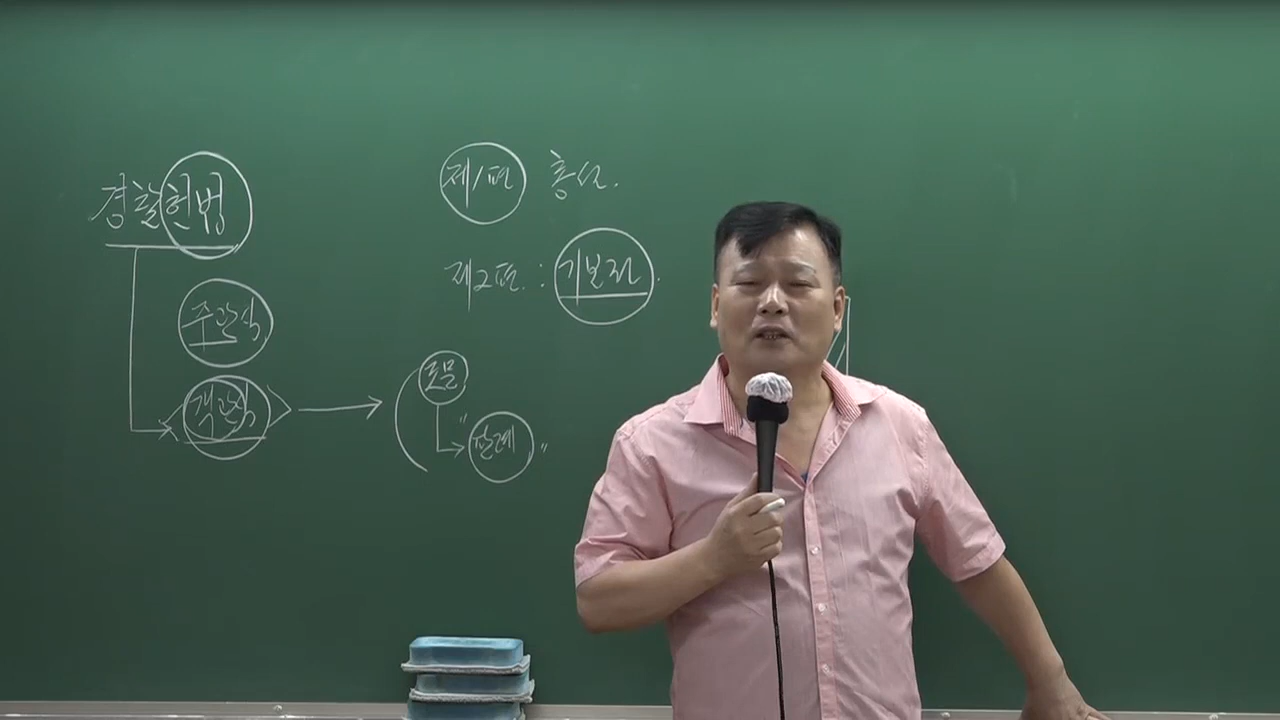 경찰헌법
주관식
객관식
조문
"판례"
제1편 총설.
제2편 : 기본권.